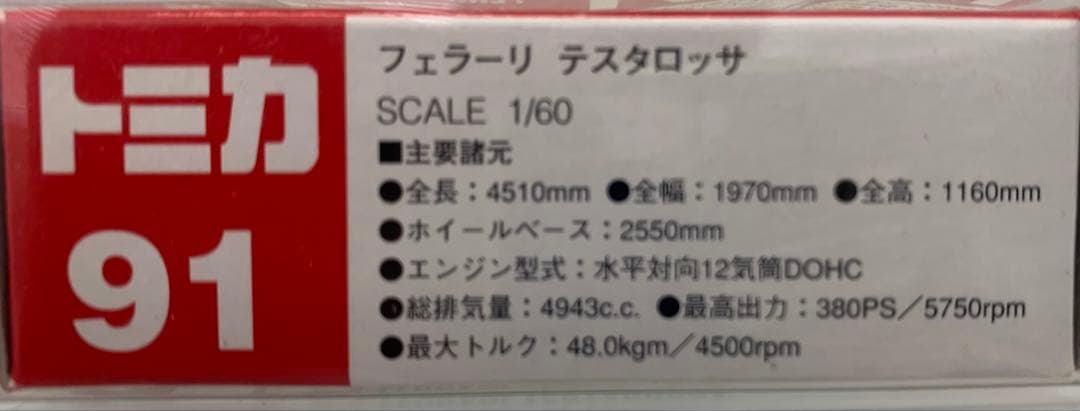 トミカ
91
フェラーリ テスタロッサ
SCALE 1/60
■主要諸元
●全長：4510mm ●全幅：1970mm ●全高：1160mm
●ホイールベース：2550mm
●エンジン型式：水平対向12気筒DOHC
●総排気量：4943c.c. ●最高出力：380PS／5750rpm
●最大トルク：48.0kgm／4500rpm